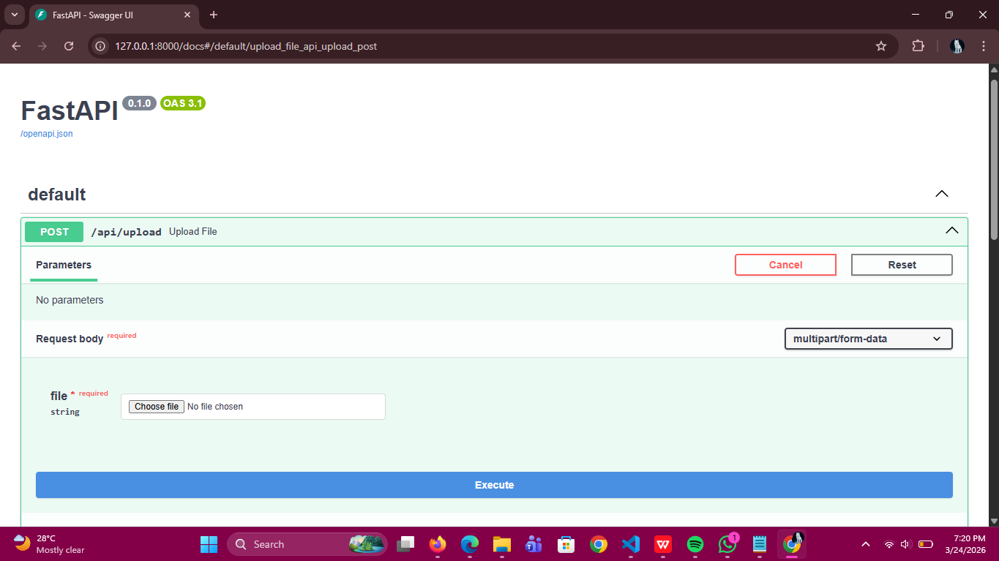 FastAPI - Swagger UI
127.0.0.1:8000/docs#/default/upload_file_api_upload_post
FastAPI 0.1.0 OAS 3.1
/openapi.json
default
POST /api/upload Upload File
Parameters
Cancel
Reset
No parameters
Request body required
multipart/form-data
file * required
string
Choose file No file chosen
Execute
28°C
Mostly clear
Search
1
7:20 PM
3/24/2026